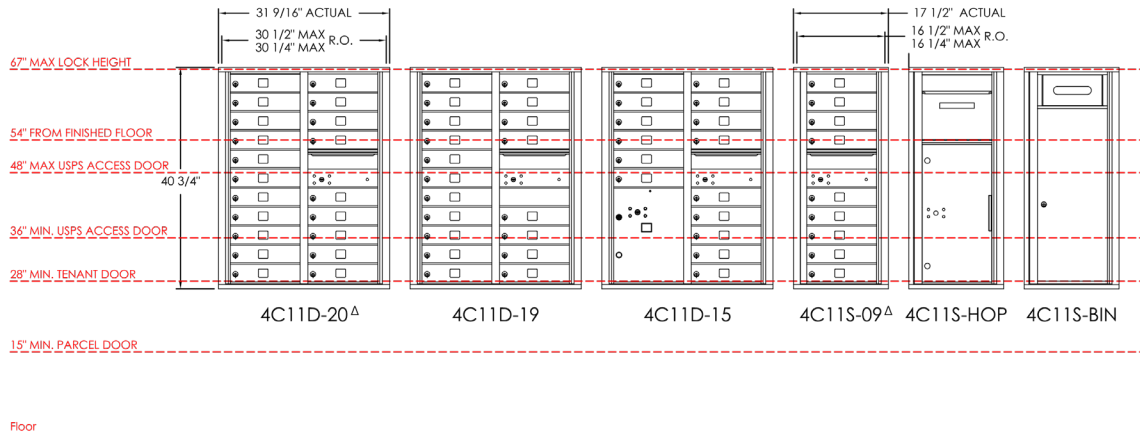 31 9/16" ACTUAL
30 1/2" MAX
30 1/4" MAX
R.O.
17 1/2" ACTUAL
16 1/2" MAX
16 1/4" MAX
R.O.
67" MAX LOCK HEIGHT
54" FROM FINISHED FLOOR
48" MAX USPS ACCESS DOOR
40 3/4"
36" MIN. USPS ACCESS DOOR
28" MIN. TENANT DOOR
4C11D-20 Δ
4C11D-19
4C11D-15
4C11S-09 Δ
4C11S-HOP
4C11S-BIN
15" MIN. PARCEL DOOR
Floor